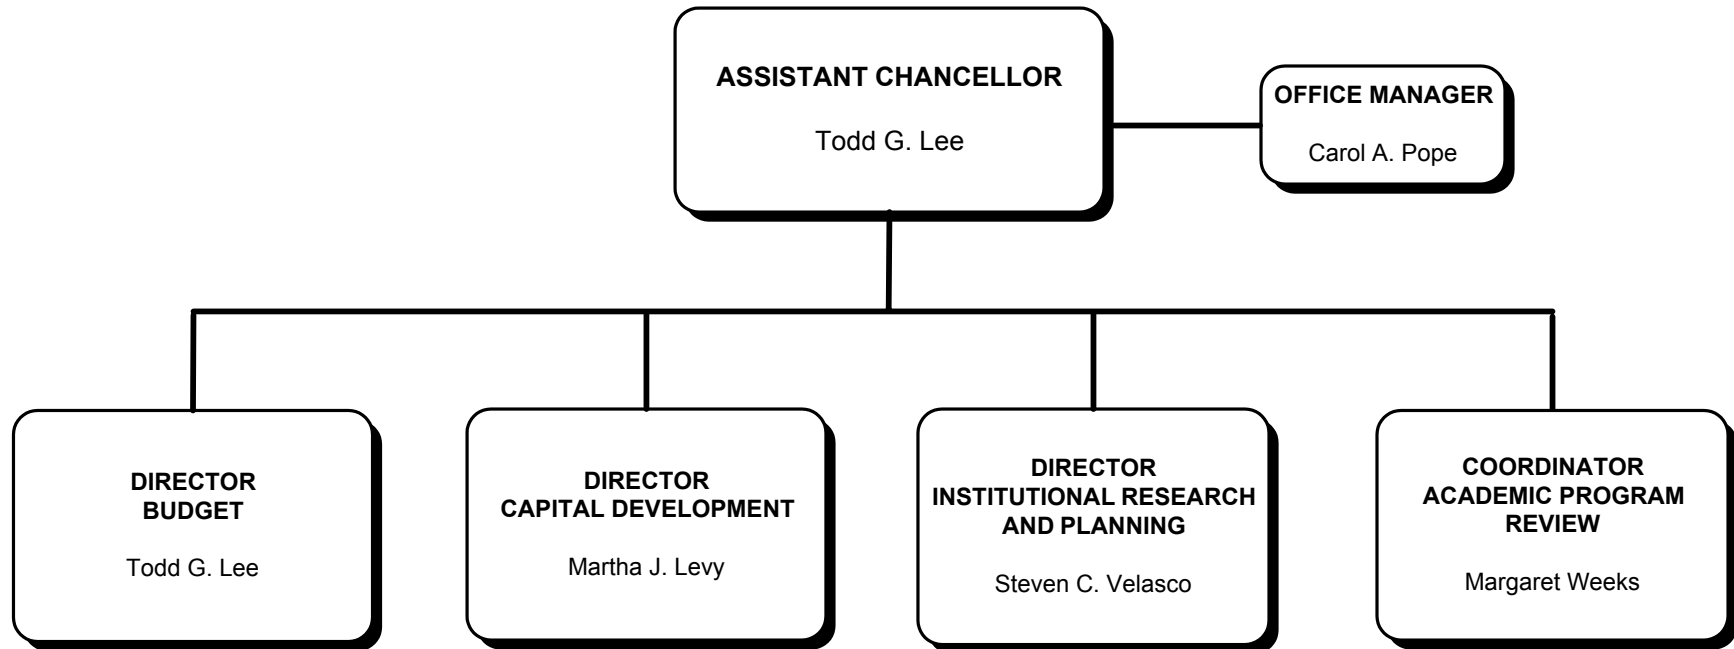 ASSISTANT CHANCELLOR
Todd G. Lee
OFFICE MANAGER
Carol A. Pope
DIRECTOR
BUDGET
Todd G. Lee
DIRECTOR
CAPITAL DEVELOPMENT
Martha J. Levy
DIRECTOR
INSTITUTIONAL RESEARCH
AND PLANNING
Steven C. Velasco
COORDINATOR
ACADEMIC PROGRAM
REVIEW
Margaret Weeks